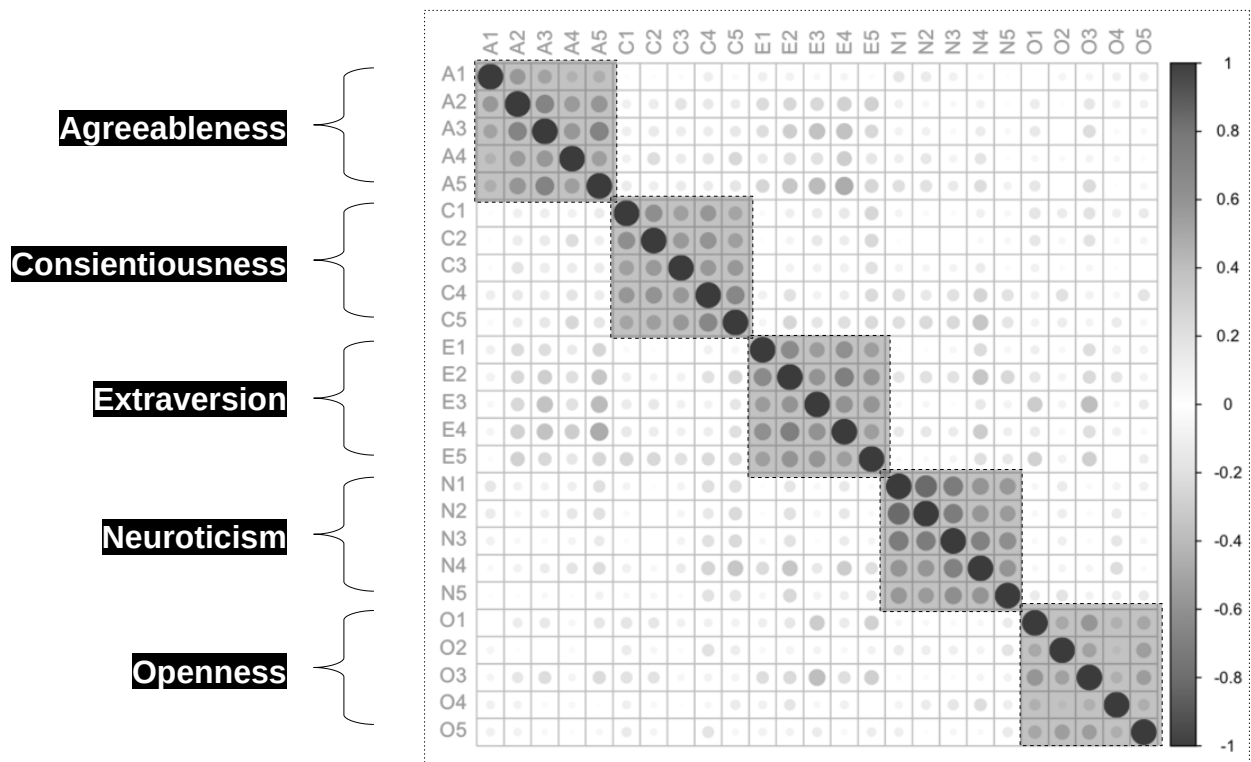 A1 A2 A3 A4 A5 C1 C2 C3 C4 C5 E1 E2 E3 E4 E5 N1 N2 N3 N4 N5 O1 O2 O3 O4 O5
A1
A2
A3
A4
A5
C1
C2
C3
C4
C5
E1
E2
E3
E4
E5
N1
N2
N3
N4
N5
O1
O2
O3
O4
O5
Agreeableness
Consientiousness
Extraversion
Neuroticism
Openness
1
0.8
0.6
0.4
0.2
0
-0.2
-0.4
-0.6
-0.8
-1